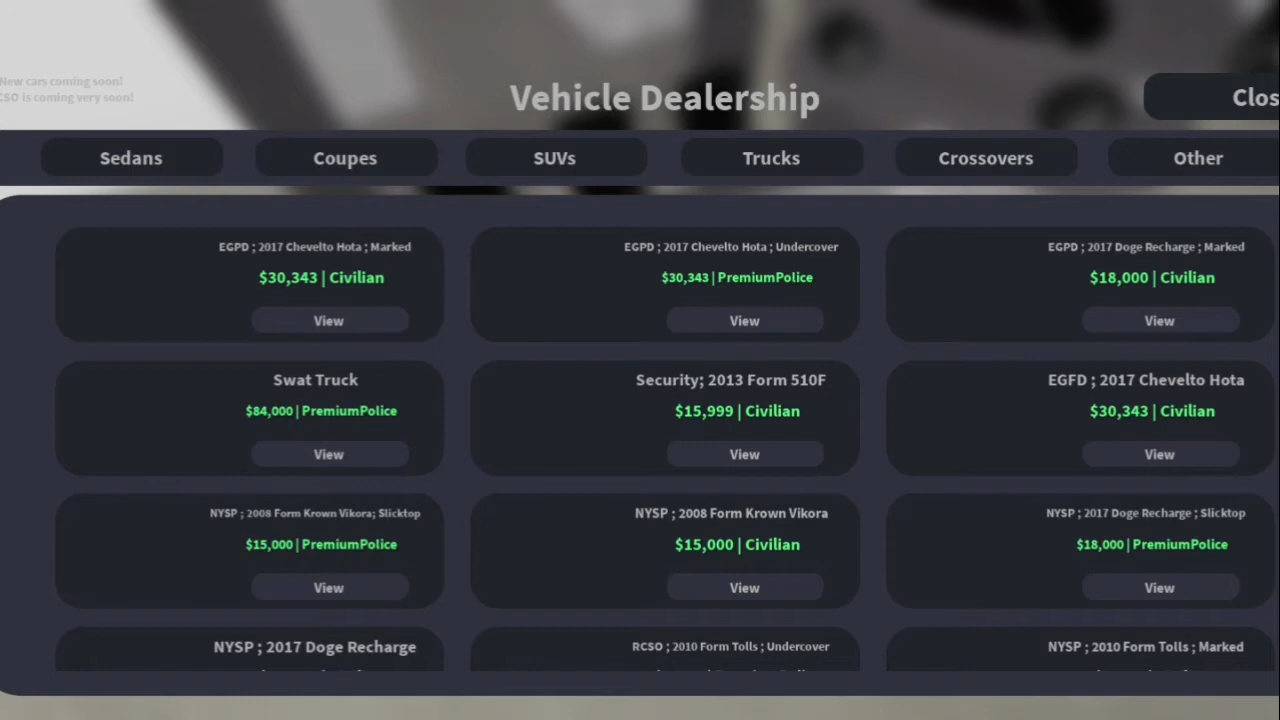 New cars coming soon!
CSO is coming very soon!
Vehicle Dealership
Clos
Sedans
Coupes
SUVs
Trucks
Crossovers
Other
EGPD ; 2017 Chevelto Hota ; Marked
$30,343 | Civilian
View
EGPD ; 2017 Chevelto Hota ; Undercover
$30,343 | PremiumPolice
View
EGPD ; 2017 Doge Recharge ; Marked
$18,000 | Civilian
View
Swat Truck
$84,000 | PremiumPolice
View
Security; 2013 Form 510F
$15,999 | Civilian
View
EGFD ; 2017 Chevelto Hota
$30,343 | Civilian
View
NYSP ; 2008 Form Krown Vikora; Slicktop
$15,000 | PremiumPolice
View
NYSP ; 2008 Form Krown Vikora
$15,000 | Civilian
View
NYSP ; 2017 Doge Recharge ; Slicktop
$18,000 | PremiumPolice
View
NYSP ; 2017 Doge Recharge
RCSO ; 2010 Form Tolls ; Undercover
NYSP ; 2010 Form Tolls ; Marked